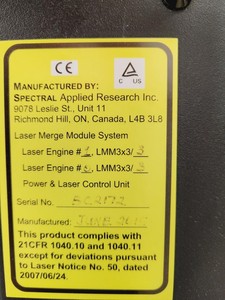 CE
C US
MANUFACTURED BY:
SPECTRAL Applied Research Inc.
9078 Leslie St., Unit 11
Richmond Hill, ON, Canada, L4B 3L8
Laser Merge Module System
Laser Engine # LMM3x3/3
Laser Engine # LMM3x3/3
Power & Laser Control Unit
Serial No.
Manufactured: JUNE
This product complies with
21CFR 1040.10 and 1040.11
except for deviations pursuant
to Laser Notice No. 50, dated
2007/06/24.